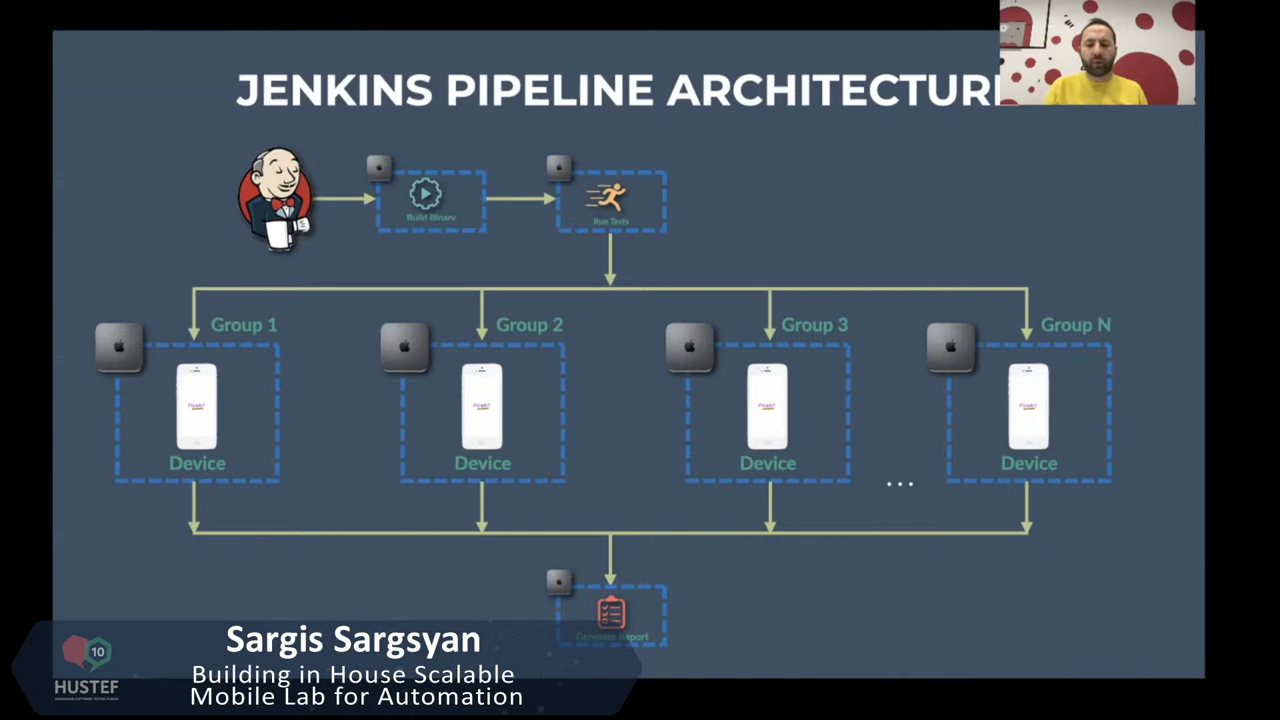 JENKINS PIPELINE ARCHITECTUR
Build Binary
Run Tests
Group 1
Group 2
Group 3
Group N
Device
Device
Device
Device
...
Generate Report
10
HUSTEF
Sargis Sargsyan
Building in House Scalable
Mobile Lab for Automation